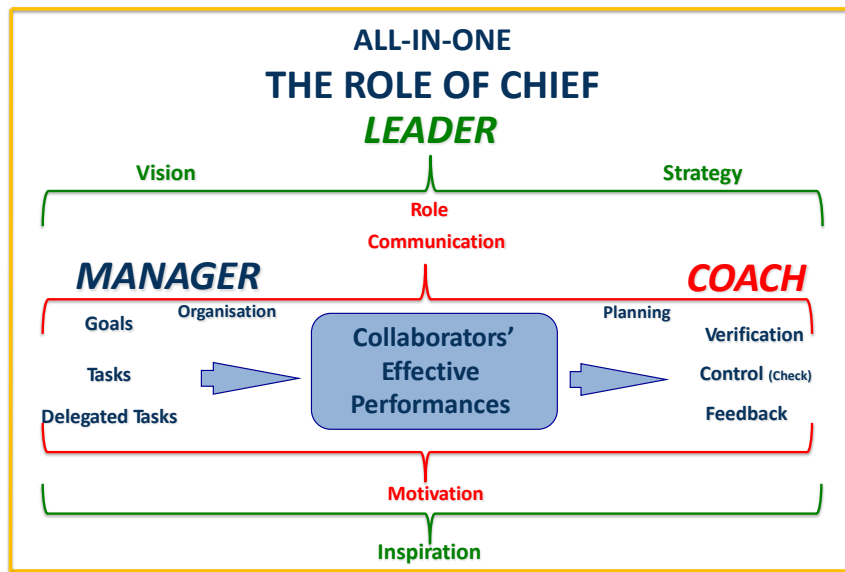 ALL-IN-ONE
THE ROLE OF CHIEF
LEADER
Vision
Strategy
Role
Communication
MANAGER
COACH
Goals
Organisation
Planning
Verification
Collaborators'
Effective
Performances
Tasks
Control (Check)
Delegated Tasks
Feedback
Motivation
Inspiration